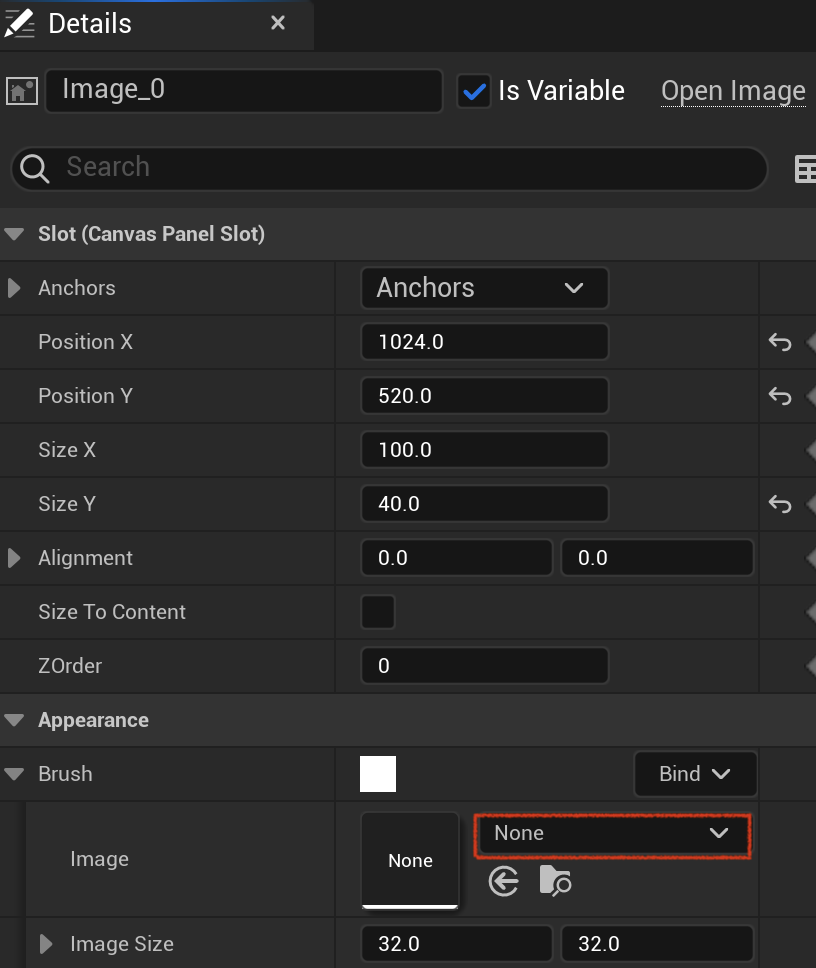 Details
Image_0
Is Variable
Open Image
Search
Slot (Canvas Panel Slot)
Anchors Anchors
Position X 1024.0
Position Y 520.0
Size X 100.0
Size Y 40.0
Alignment 0.0 0.0
Size To Content
ZOrder 0
Appearance
Brush Bind
Image None None
Image Size 32.0 32.0